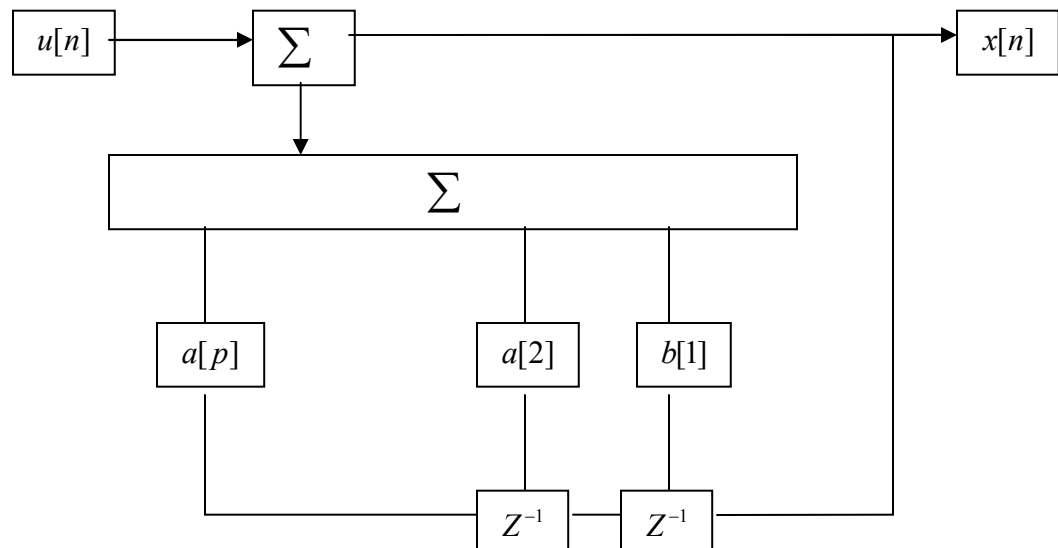 u[n]
∑
x[n]
∑
a[p]
a[2]
b[1]
Z⁻¹
Z⁻¹